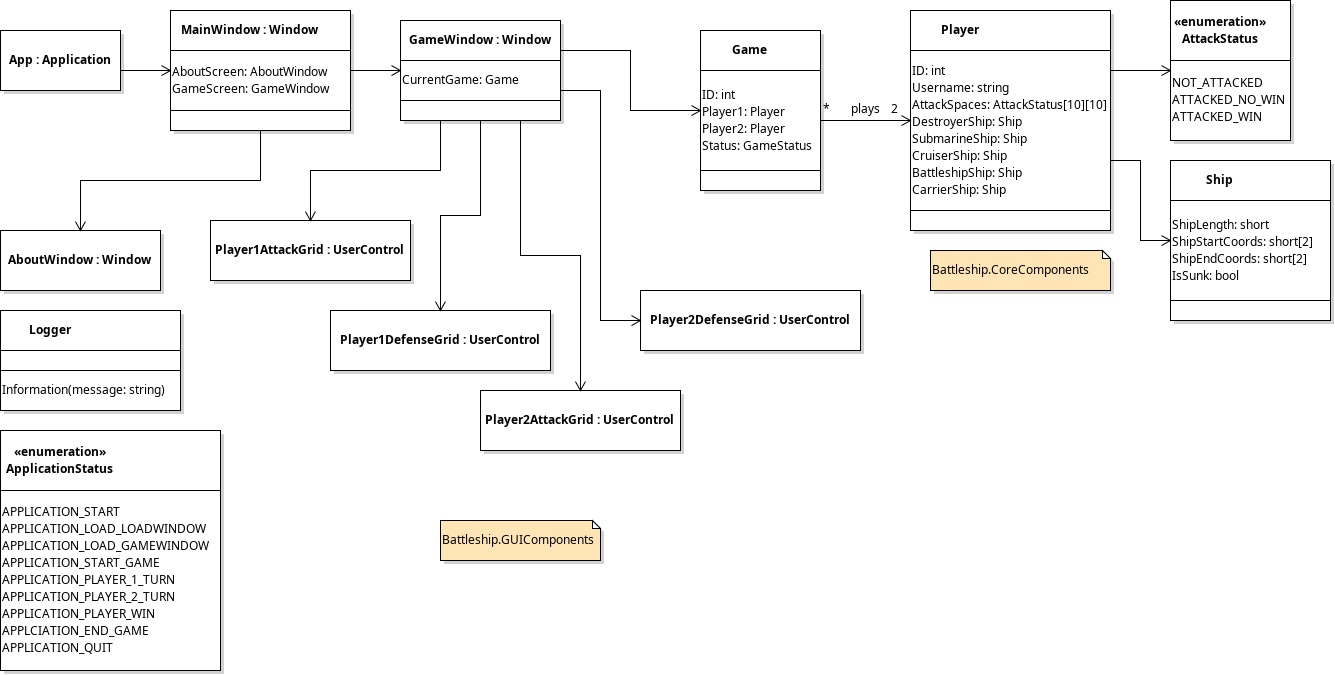 App : Application
MainWindow : Window
AboutScreen: AboutWindow
GameScreen: GameWindow
GameWindow : Window
CurrentGame: Game
Game
ID: int
Player1: Player
Player2: Player
Status: GameStatus
* plays 2
Player
ID: int
Username: string
AttackSpaces: AttackStatus[10][10]
DestroyerShip: Ship
SubmarineShip: Ship
CruiserShip: Ship
BattleshipShip: Ship
CarrierShip: Ship
«enumeration»
AttackStatus
NOT_ATTACKED
ATTACKED_NO_WIN
ATTACKED_WIN
Ship
ShipLength: short
ShipStartCoords: short[2]
ShipEndCoords: short[2]
IsSunk: bool
Battleship.CoreComponents
AboutWindow : Window
Player1AttackGrid : UserControl
Player1DefenseGrid : UserControl
Player2DefenseGrid : UserControl
Player2AttackGrid : UserControl
Logger
Information(message: string)
«enumeration»
ApplicationStatus
APPLICATION_START
APPLICATION_LOAD_LOADWINDOW
APPLICATION_LOAD_GAMEWINDOW
APPLICATION_START_GAME
APPLICATION_PLAYER_1_TURN
APPLICATION_PLAYER_2_TURN
APPLICATION_PLAYER_WIN
APPLCIATION_END_GAME
APPLICATION_QUIT
Battleship.GUIComponents